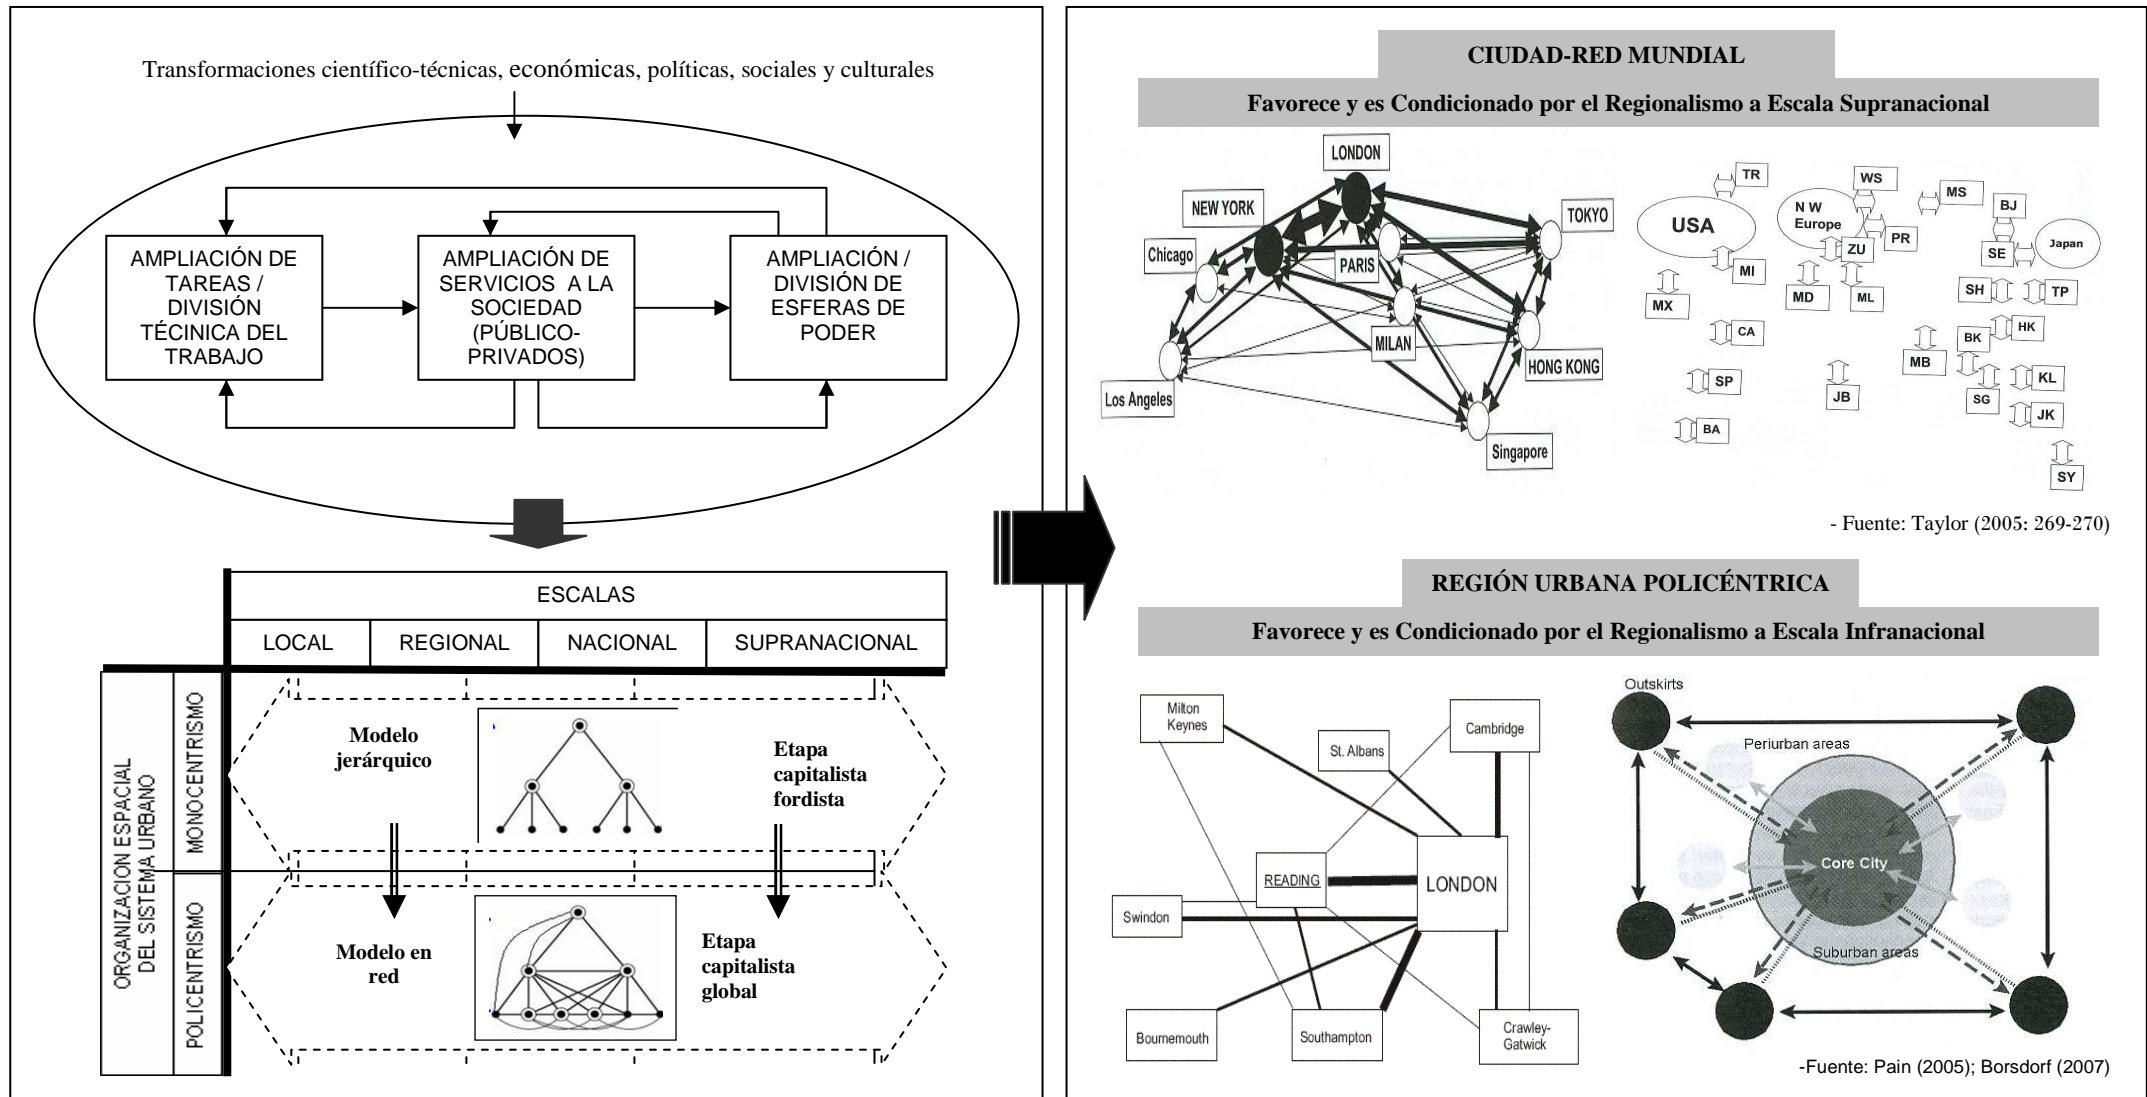 Transformaciones científico-técnicas, económicas, políticas, sociales y culturales
AMPLIACIÓN DE
TAREAS /
DIVISIÓN
TÉCINICA DEL
TRABAJO
AMPLIACIÓN DE
SERVICIOS A LA
SOCIEDAD
(PÚBLICO-
PRIVADOS)
AMPLIACIÓN /
DIVISIÓN DE
ESFERAS DE
PODER
ESCALAS
LOCAL
REGIONAL
NACIONAL
SUPRANACIONAL
ORGANIZACION ESPACIAL
DEL SISTEMA URBANO
MONOCENTRISMO
POLICENTRISMO
Modelo
jerárquico
Etapa
capitalista
fordista
Modelo en
red
Etapa
capitalista
global
CIUDAD-RED MUNDIAL
Favorece y es Condicionado por el Regionalismo a Escala Supranacional
LONDON
NEW YORK
TOKYO
Chicago
PARIS
MILAN
HONG KONG
Los Angeles
Singapore
TR
WS
MS
BJ
USA
N W
Europe
PR
ZU
SE
Japan
MI
MX
MD
ML
SH
TP
CA
HK
BK
MB
SP
JB
KL
SG
JK
BA
SY
- Fuente: Taylor (2005: 269-270)
REGIÓN URBANA POLICÉNTRICA
Favorece y es Condicionado por el Regionalismo a Escala Infranacional
Milton
Keynes
St. Albans
Cambridge
READING
LONDON
Swindon
Bournemouth
Southampton
Crawley-
Gatwick
Outskirts
Periurban areas
Core City
Suburban areas
-Fuente: Pain (2005); Borsdorf (2007)